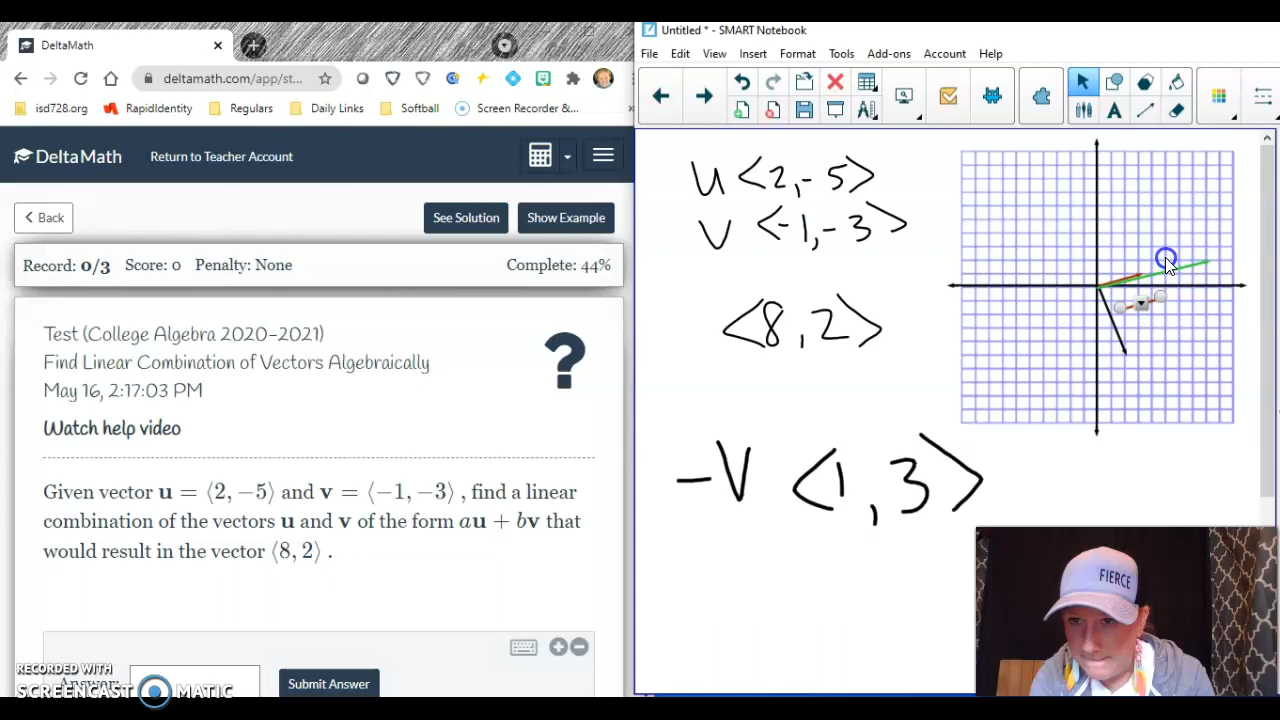 DeltaMath
Untitled * - SMART Notebook
File Edit View Insert Format Tools Add-ons Account Help
deltamath.com/app/st...
isd728.org RapidIdentity Regulars Daily Links Softball Screen Recorder &...
DeltaMath Return to Teacher Account
Back See Solution Show Example
Record: 0/3 Score: 0 Penalty: None Complete: 44%
Test (College Algebra 2020-2021)
Find Linear Combination of Vectors Algebraically
May 16, 2:17:03 PM
Watch help video
Given vector u = ⟨2, −5⟩ and v = ⟨−1, −3⟩ , find a linear
combination of the vectors u and v of the form au + bv that
would result in the vector ⟨8, 2⟩ .
Answer:
Submit Answer
RECORDED WITH
SCREENCAST MATIC
u <2,-5>
v <-1,-3>
<8,2>
-v <1,3>
FIERCE